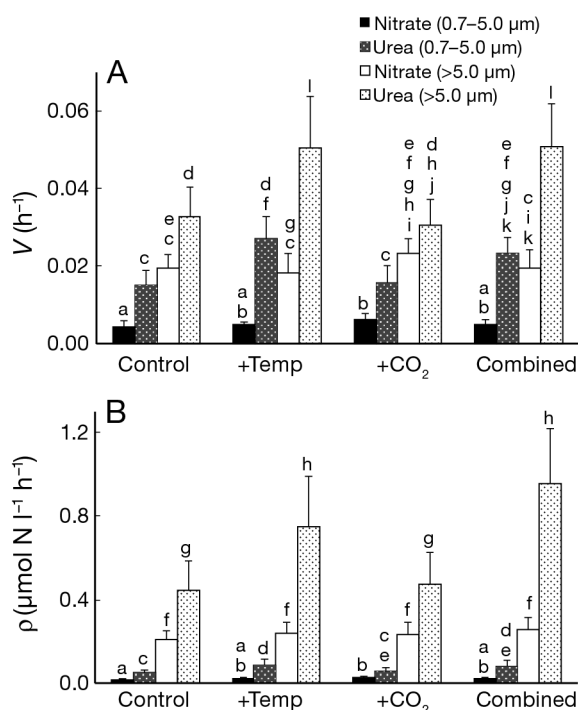 Nitrate (0.7–5.0 µm)
Urea (0.7–5.0 µm)
Nitrate (>5.0 µm)
Urea (>5.0 µm)
A
V (h⁻¹)
0.06
0.04
0.02
0.00
a
c
e
c
d
a
b
d
f
g
c
l
b
c
e
f
g
h
i
d
h
j
a
b
e
f
g
j
k
c
i
k
l
Control
+Temp
+CO₂
Combined
B
ρ (µmol N l⁻¹ h⁻¹)
1.2
0.8
0.4
0.0
a
c
f
g
a
b
d
f
h
b
c
e
f
g
a
b
d
e
f
h
Control
+Temp
+CO₂
Combined